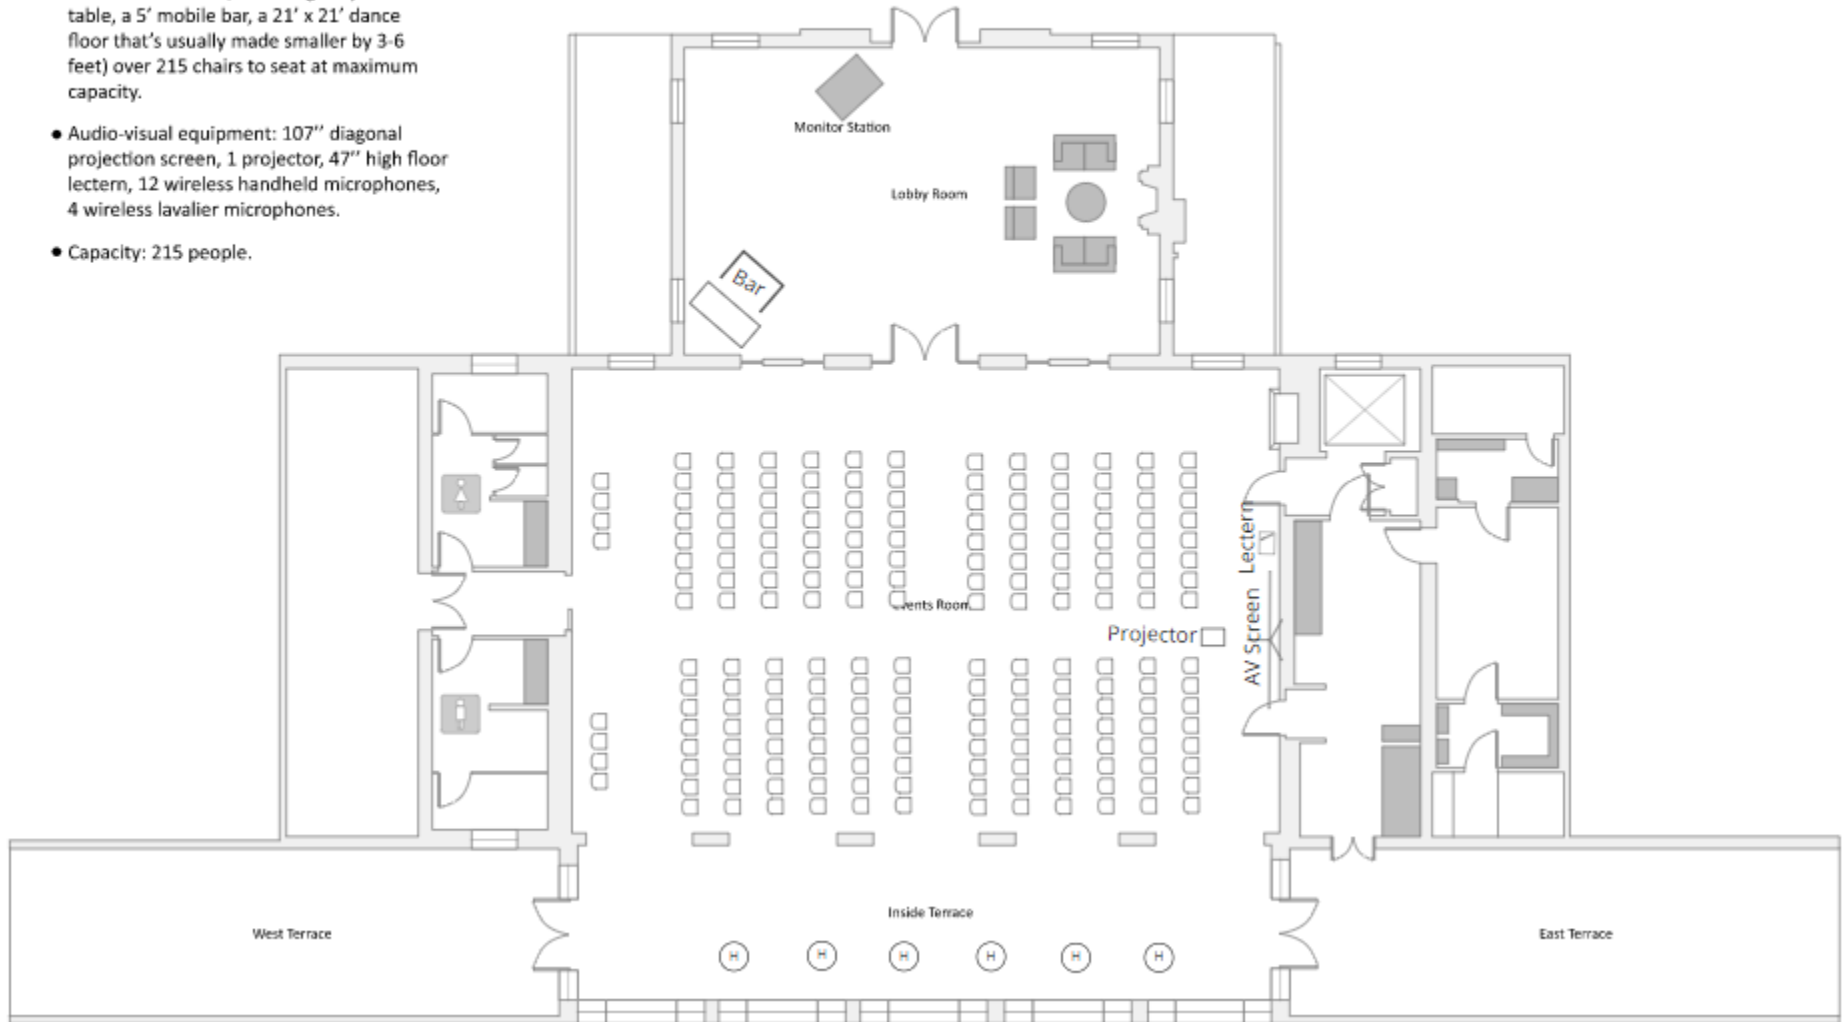 table, a 5’ mobile bar, a 21’ x 21’ dance
floor that’s usually made smaller by 3-6
feet) over 215 chairs to seat at maximum
capacity.
● Audio-visual equipment: 107’’ diagonal
projection screen, 1 projector, 47’’ high floor
lectern, 12 wireless handheld microphones,
4 wireless lavalier microphones.
● Capacity: 215 people.
Monitor Station
Lobby Room
Bar
Lectern
Events Room
Projector
AV Screen
Inside Terrace
West Terrace
East Terrace
H H H H H H